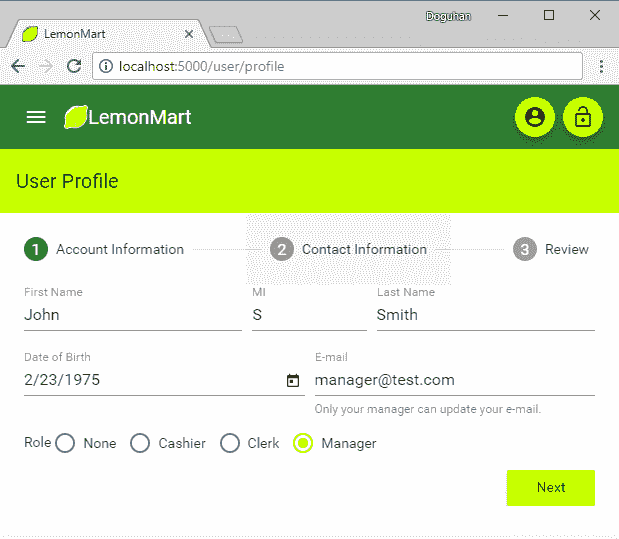 Doguhan
LemonMart
localhost:5000/user/profile
LemonMart
User Profile
1 Account Information 2 Contact Information 3 Review
First Name MI Last Name
John S Smith
Date of Birth E-mail
2/23/1975 manager@test.com
Only your manager can update your e-mail.
Role None Cashier Clerk Manager
Next